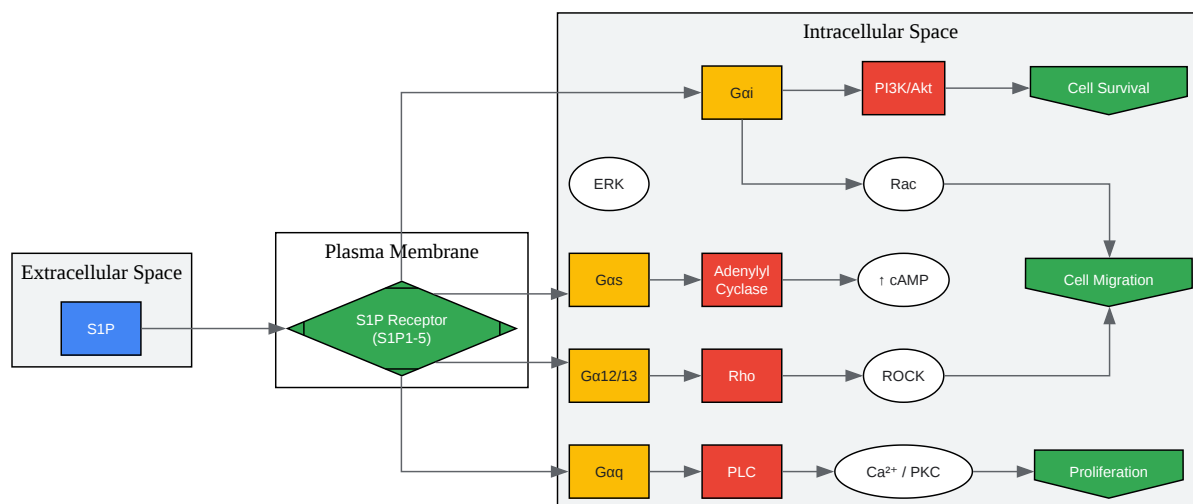 Intracellular Space
Gαi
PI3K/Akt
Cell Survival
ERK
Rac
Plasma Membrane
Extracellular Space
S1P
S1P Receptor
(S1P1-5)
Gαs
Adenylyl
Cyclase
↑ cAMP
Cell Migration
Gα12/13
Rho
ROCK
Gαq
PLC
Ca²⁺ / PKC
Proliferation